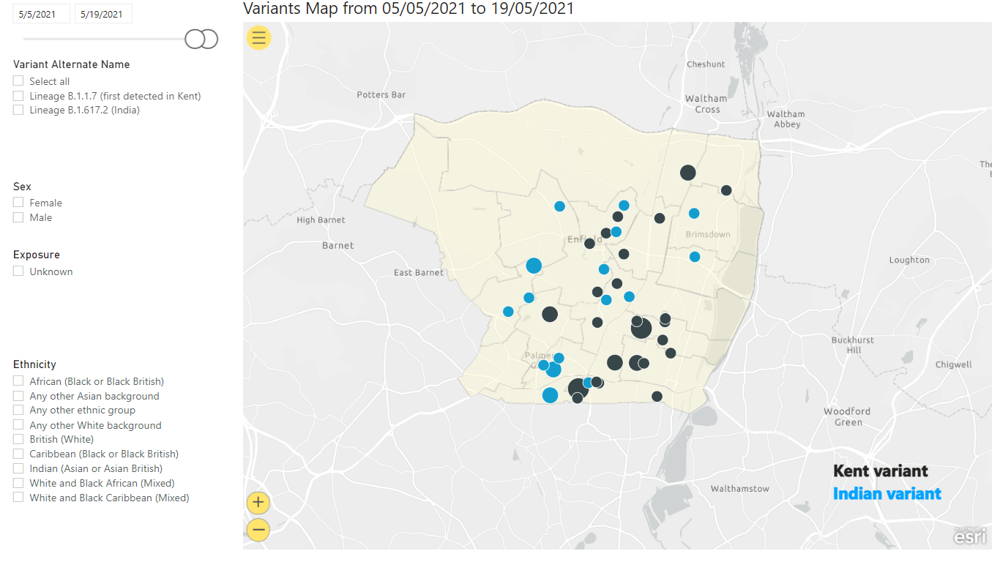 5/5/2021
5/19/2021
Variants Map from 05/05/2021 to 19/05/2021
Variant Alternate Name
Select all
Lineage B.1.1.7 (first detected in Kent)
Lineage B.1.617.2 (India)
Sex
Female
Male
Exposure
Unknown
Ethnicity
African (Black or Black British)
Any other Asian background
Any other ethnic group
Any other White background
British (White)
Caribbean (Black or Black British)
Indian (Asian or Asian British)
White and Black African (Mixed)
White and Black Caribbean (Mixed)
Cheshunt
Potters Bar
Waltham
Cross
Waltham
Abbey
High Barnet
Barnet
Enfield
Brimsdown
East Barnet
Loughton
Buckhurst
Hill
Chigwell
Woodford
Green
Walthamstow
Kent variant
Indian variant
+
−
esri